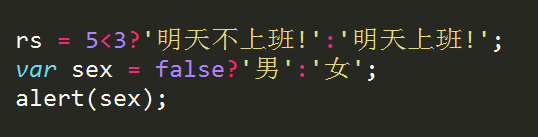 rs = 5<3?'明天不上班!':'明天上班!';
var sex = false?'男':'女';
alert(sex);